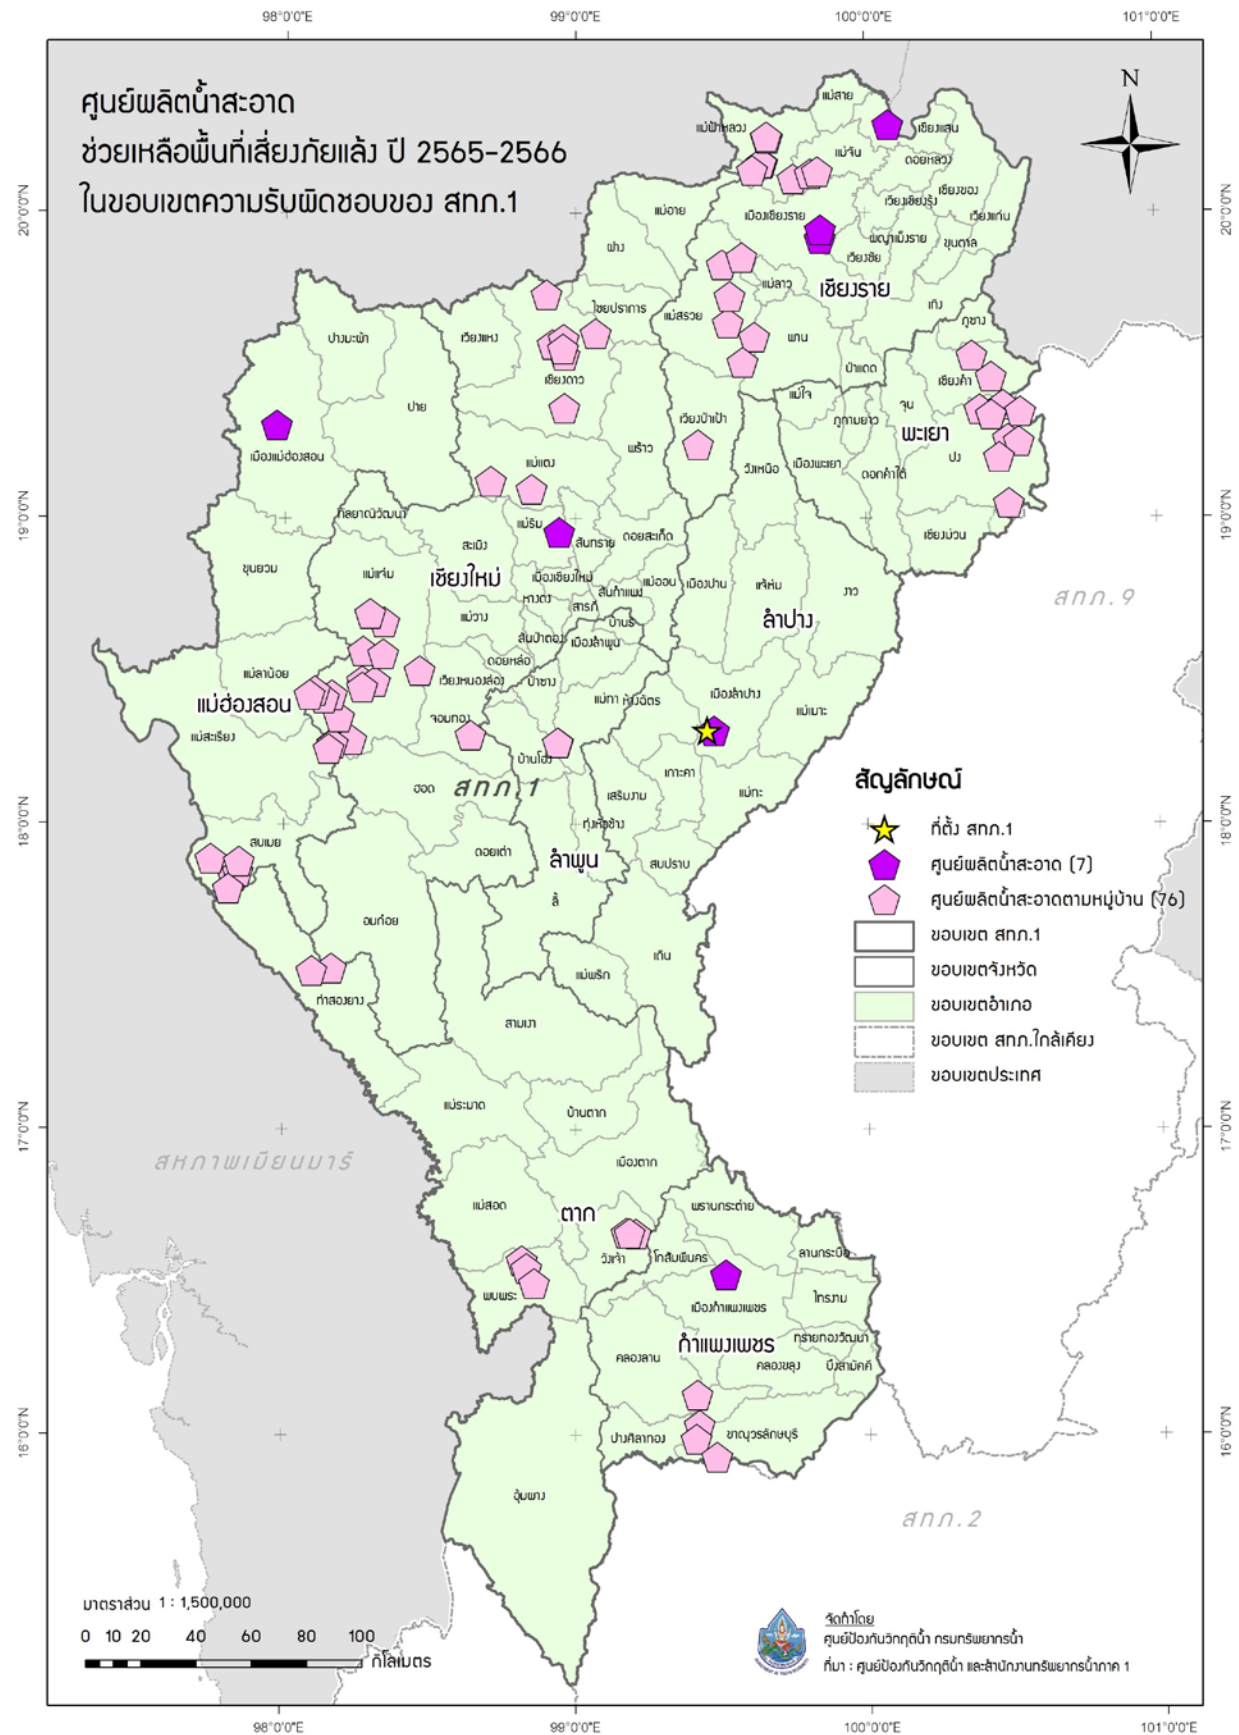 98°0'0"E
99°0'0"E
100°0'0"E
101°0'0"E
ศูนย์ผลิตน้ำสะอาด
ช่วยเหลือพื้นที่เสี่ยงภัยแล้ง ปี 2565-2566
ในขอบเขตความรับผิดชอบของ สทภ.1
N
แม่สาย
แม่ฟ้าหลวง
เชียงแสน
แม่จัน
ดอยหลวง
เชียงของ
20°0'0"N
20°0'0"N
แม่อาย
เมืองเชียงราย
เวียงเชียงรุ้ง
เวียงแก่น
ฝาง
พญาเม็งราย
ขุนตาล
เวียงชัย
เชียงราย
แม่ลาว
ไชยปราการ
แม่สรวย
เทิง
ภูซาง
ปางมะผ้า
เวียงแหง
พาน
ป่าแดด
เชียงดาว
เชียงคำ
แม่ใจ
ปาย
จุน
เวียงป่าเป้า
ภูกามยาว
พะเยา
เมืองแม่ฮ่องสอน
พร้าว
แม่แตง
วังเหนือ
เมืองพะเยา
ปง
ดอกคำใต้
19°0'0"N
19°0'0"N
กัลยาณิวัฒนา
แม่ริม
สันทราย
ดอยสะเก็ด
เชียงม่วน
สะเมิง
ขุนยวม
แม่แจ่ม
เชียงใหม่
เมืองเชียงใหม่
แม่ออน
เมืองปาน
แจ้ห่ม
งาว
สทภ.9
หางดง
สันกำแพง
สารภี
แม่วาง
บ้านธิ
ลำปาง
สันป่าตอง
เมืองลำพูน
ดอยหล่อ
แม่ลาน้อย
เวียงหนองล่อง
ป่าซาง
แม่ฮ่องสอน
แม่ทา
ห้างฉัตร
เมืองลำปาง
แม่เมาะ
จอมทอง
แม่สะเรียง
บ้านโฮ่ง
เกาะคา
ฮอด
สทภ.1
เสริมงาม
แม่ทะ
สัญลักษณ์
18°0'0"N
18°0'0"N
ทุ่งหัวช้าง
ที่ตั้ง สทภ.1
สบเมย
ดอยเต่า
ลำพูน
สบปราบ
ศูนย์ผลิตน้ำสะอาด (7)
ลี้
ศูนย์ผลิตน้ำสะอาดตามหมู่บ้าน (76)
อมก๋อย
ขอบเขต สทภ.1
เถิน
ขอบเขตจังหวัด
แม่พริก
ท่าสองยาง
ขอบเขตอำเภอ
สามเงา
ขอบเขต สทภ.ใกล้เคียง
ขอบเขตประเทศ
แม่ระมาด
บ้านตาก
17°0'0"N
17°0'0"N
สหภาพเมียนมาร์
เมืองตาก
แม่สอด
พรานกระต่าย
ตาก
วังเจ้า
โกสัมพีนคร
ลานกระบือ
พบพระ
เมืองกำแพงเพชร
ไทรงาม
กำแพงเพชร
ทรายทองวัฒนา
คลองลาน
คลองขลุง
บึงสามัคคี
16°0'0"N
16°0'0"N
ปางศิลาทอง
ขาณุวรลักษบุรี
อุ้มผาง
สทภ.2
มาตราส่วน 1 : 1,500,000
0 10 20 40 60 80 100
กิโลเมตร
จัดทำโดย
ศูนย์ป้องกันวิกฤติน้ำ กรมทรัพยากรน้ำ
ที่มา : ศูนย์ป้องกันวิกฤติน้ำ และสำนักงานทรัพยากรน้ำภาค 1
98°0'0"E
99°0'0"E
100°0'0"E
101°0'0"E